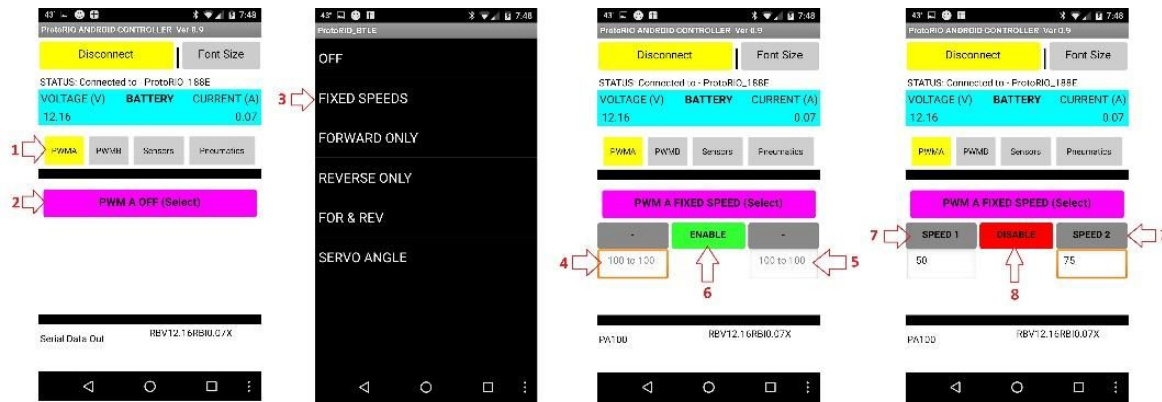 43° 7:48
ProtoRIO ANDROID CONTROLLER Ver 0.9
Disconnect Font Size
STATUS: Connected to - ProtoRIO_188E
VOLTAGE (V) BATTERY CURRENT (A)
12.16 0.07
1 PWMA PWMB Sensors Pneumatics
2 PWM A OFF (Select)
Serial Data Out RBV12.16RBI0.07X
43° 7:48
ProtoRIO_BTLE
OFF
3 FIXED SPEEDS
FORWARD ONLY
REVERSE ONLY
FOR & REV
SERVO ANGLE
43° 7:48
ProtoRIO ANDROID CONTROLLER Ver 0.9
Disconnect Font Size
STATUS: Connected to - ProtoRIO_188E
VOLTAGE (V) BATTERY CURRENT (A)
12.16 0.07
PWMA PWMB Sensors Pneumatics
PWM A FIXED SPEED (Select)
- ENABLE -
4 100 to 100 100 to 100 5
6
PA100 RBV12.16RBI0.07X
43° 7:48
ProtoRIO ANDROID CONTROLLER Ver 0.9
Disconnect Font Size
STATUS: Connected to - ProtoRIO_188E
VOLTAGE (V) BATTERY CURRENT (A)
12.16 0.07
PWMA PWMB Sensors Pneumatics
PWM A FIXED SPEED (Select)
7 SPEED 1 DISABLE SPEED 2
50 75
8
PA100 RBV12.16RBI0.07X